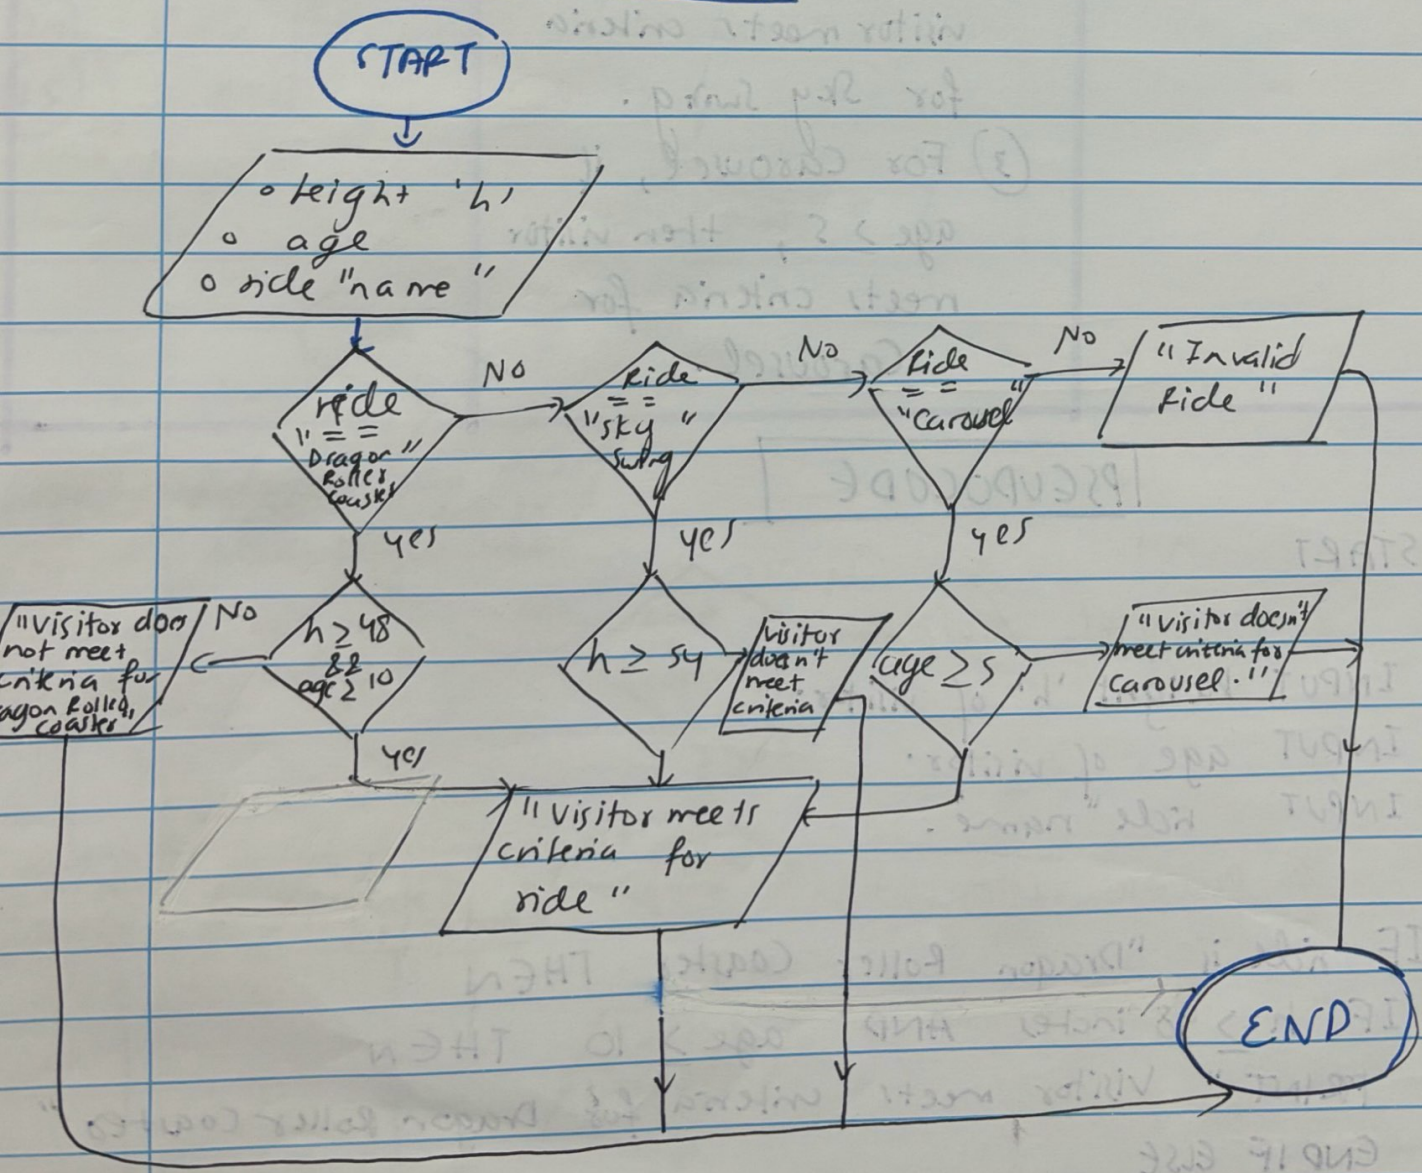 START
height 'h'
age
ride "name"
ride
==
"Dragon"
Roller
Coaster
No
Ride
==
"Sky"
Swing
No
Ride
==
"Carousel"
No
"Invalid
Ride"
yes
yes
yes
"Visitor does
not meet
criteria for
agon Roller
Coaster"
No
h ≥ 48
&&
age ≥ 10
h ≥ 54
Visitor
doesn't
meet
criteria
age ≥ 5
"Visitor doesn't
meet criteria for
carousel."
yes
"Visitor meets
criteria for
ride"
END